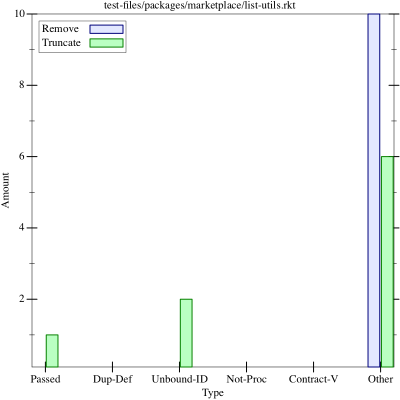 test-files/packages/marketplace/list-utils.rkt
Remove
Truncate
10
8
6
4
2
Amount
Passed Dup-Def Unbound-ID Not-Proc Contract-V Other
Type